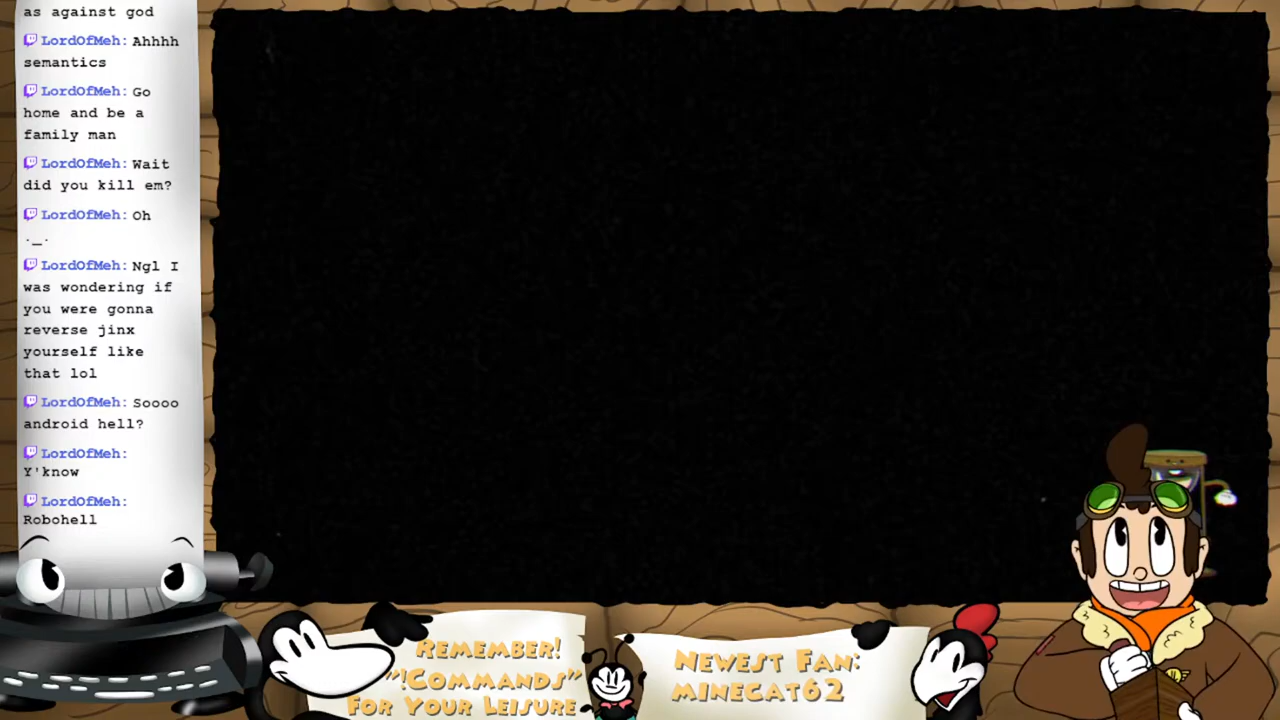 as against god
LordOfMeh: Ahhhh
semantics
LordOfMeh: Go
home and be a
family man
LordOfMeh: Wait
did you kill em?
LordOfMeh: Oh
._.
LordOfMeh: Ngl I
was wondering if
you were gonna
reverse jinx
yourself like
that lol
LordOfMeh: Soooo
android hell?
LordOfMeh:
Y'know
LordOfMeh:
Robohell
Remember!
"!Commands"
For Your Leisure
Newest Fan:
minecat62